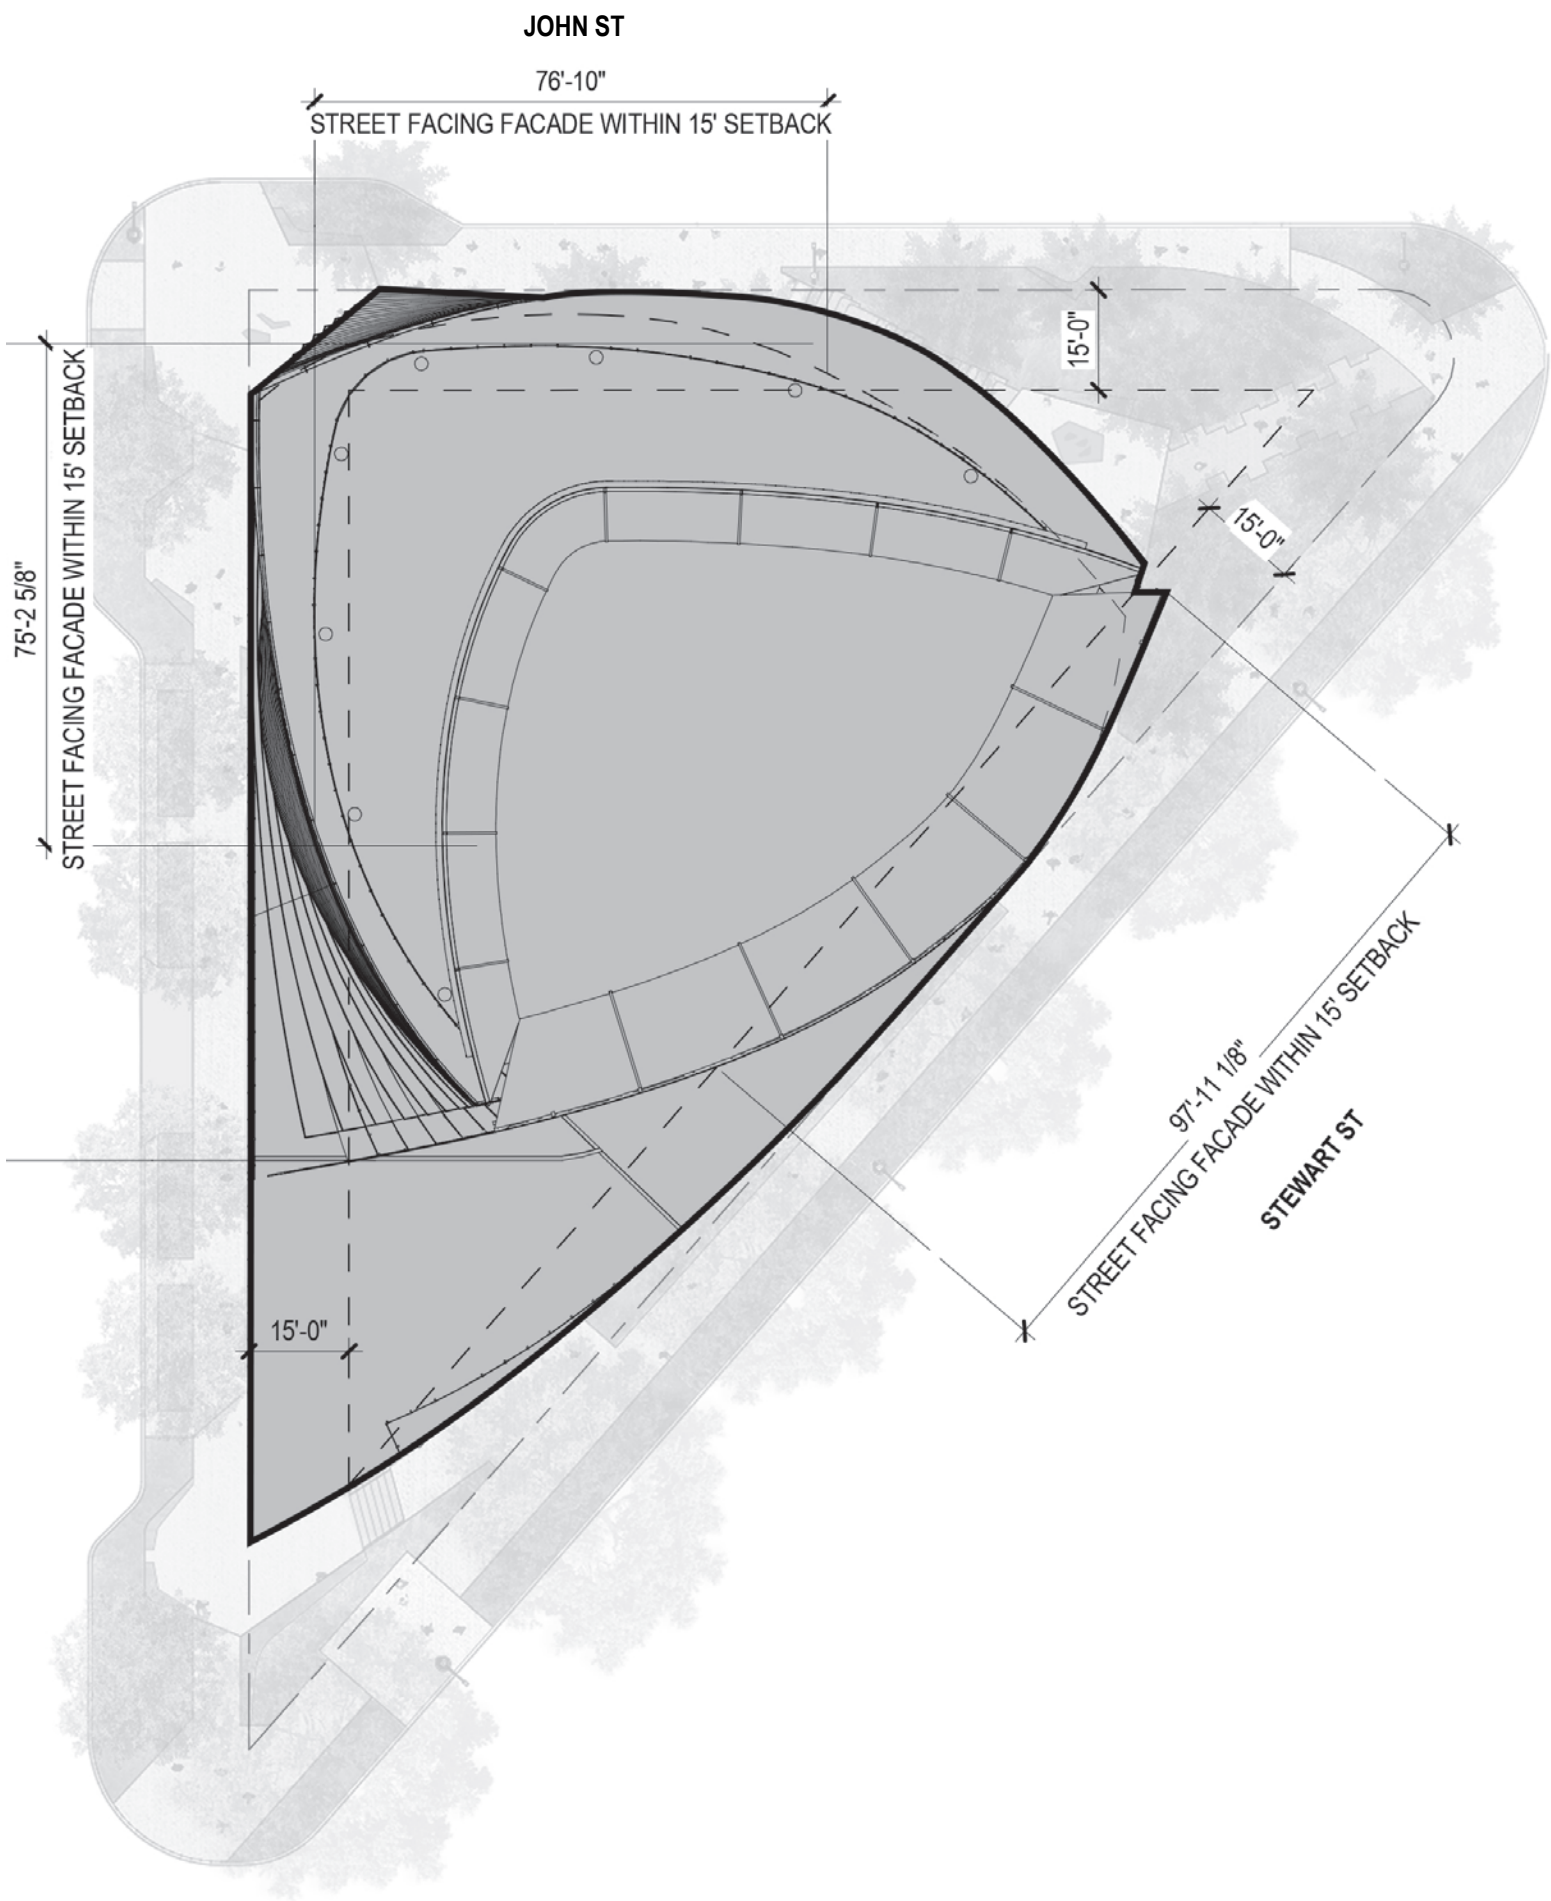 JOHN ST
76'-10"
STREET FACING FACADE WITHIN 15' SETBACK
15'-0"
15'-0"
75'-2 5/8"
STREET FACING FACADE WITHIN 15' SETBACK
97'-11 1/8"
STREET FACING FACADE WITHIN 15' SETBACK
STEWART ST
15'-0"